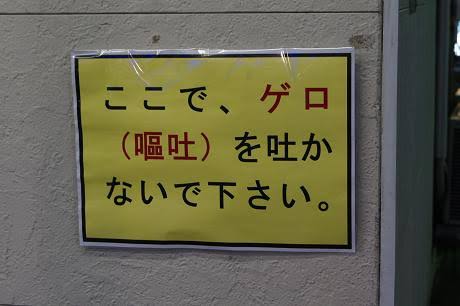 ここで、ゲロ
（嘔吐）を吐か
ないで下さい。